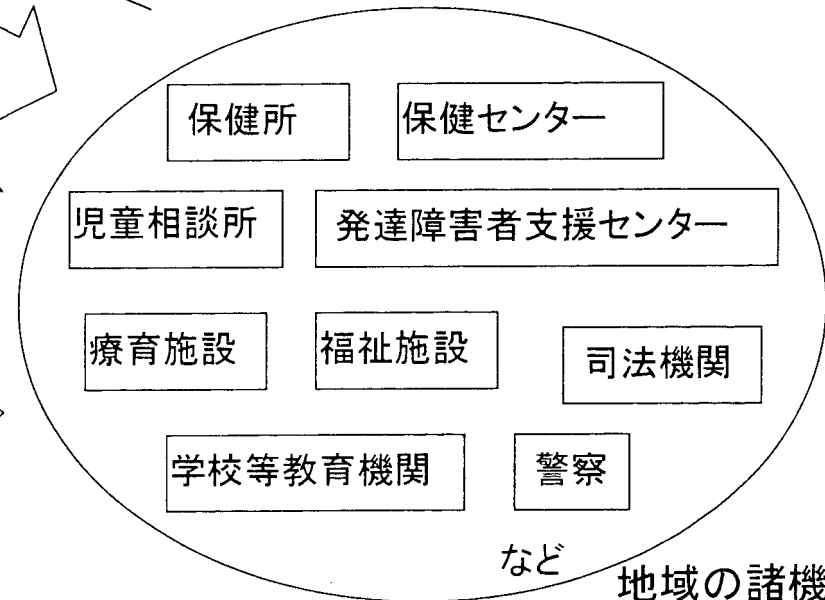 保健所
保健センター
児童相談所
発達障害者支援センター
療育施設
福祉施設
司法機関
学校等教育機関
警察
など
地域の諸機